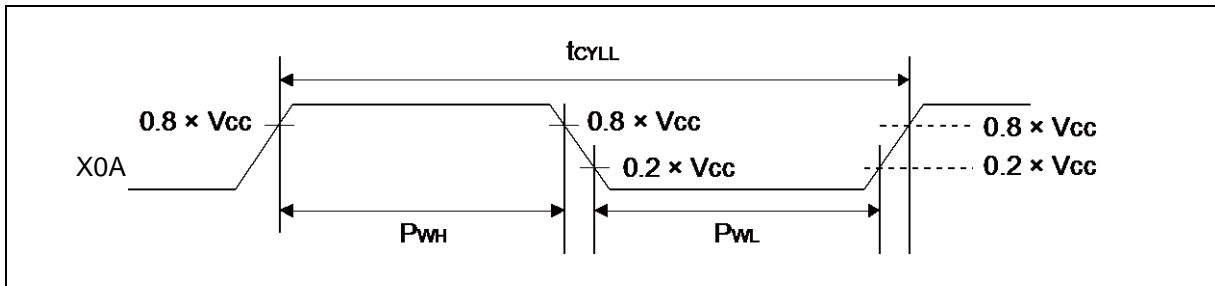 tCYLL
0.8 × Vcc
0.8 × Vcc
0.8 × Vcc
X0A
0.2 × Vcc
0.2 × Vcc
PWH
PWL